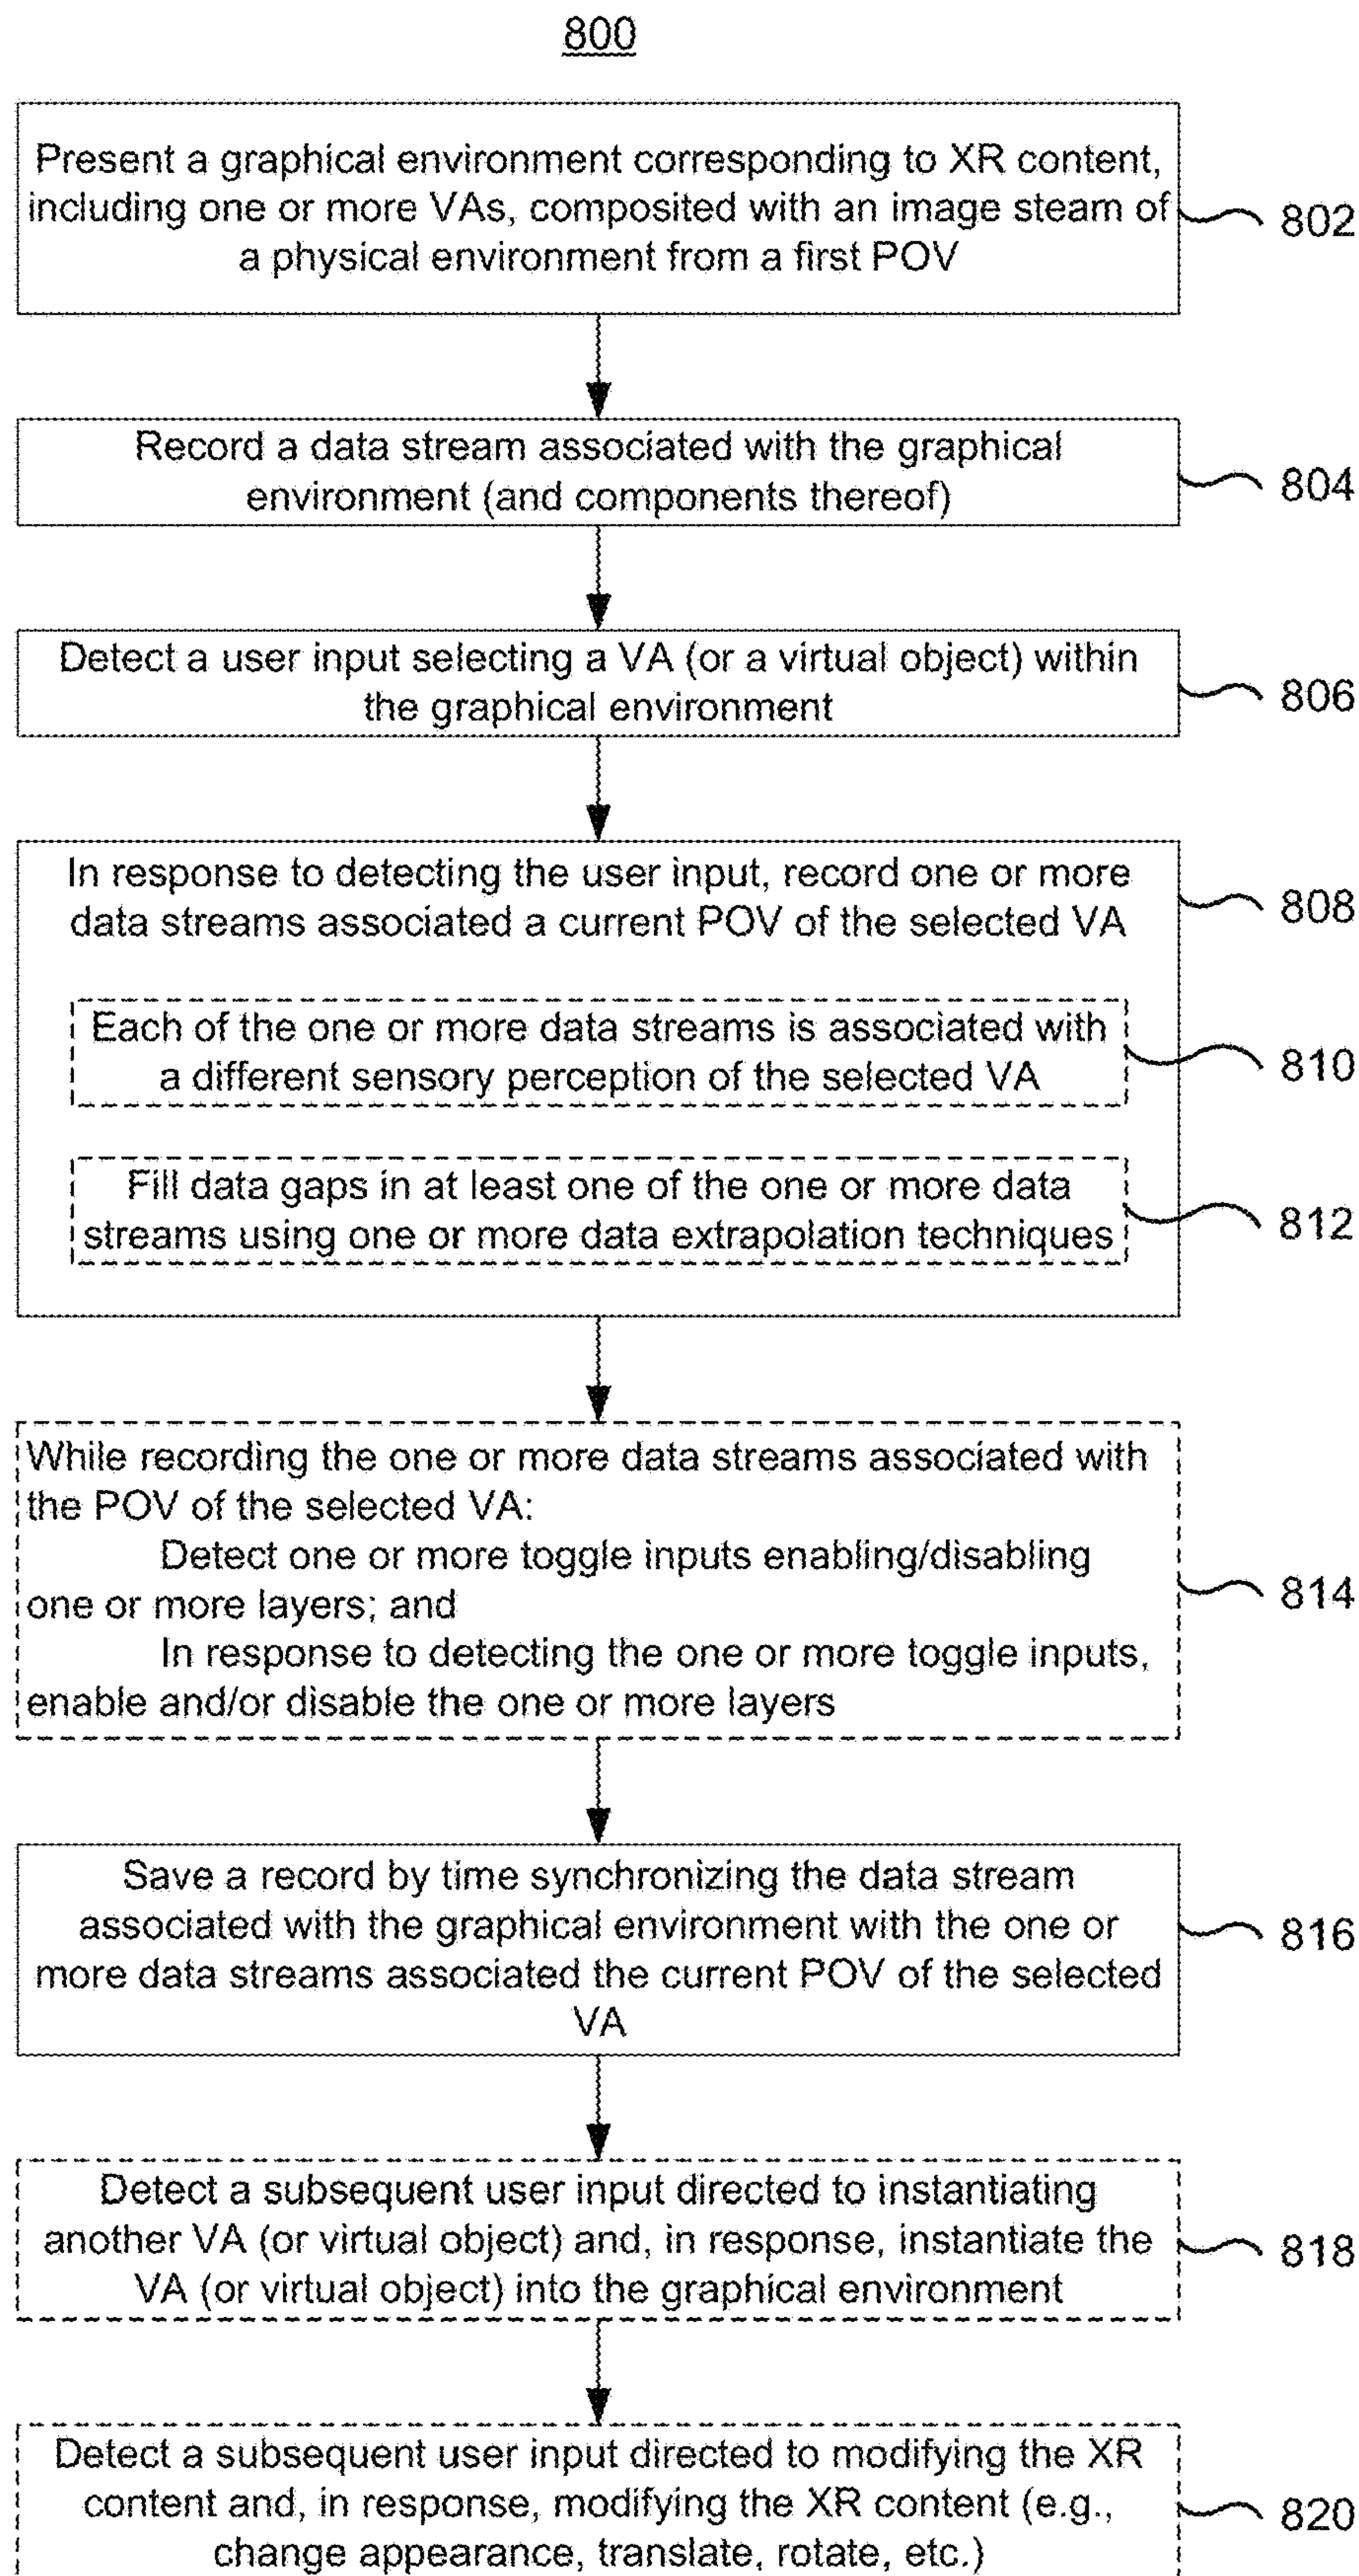 800
Present a graphical environment corresponding to XR content,
including one or more VAs, composited with an image steam of
a physical environment from a first POV
802
Record a data stream associated with the graphical
environment (and components thereof)
804
Detect a user input selecting a VA (or a virtual object) within
the graphical environment
806
In response to detecting the user input, record one or more
data streams associated a current POV of the selected VA
808
Each of the one or more data streams is associated with
a different sensory perception of the selected VA
810
Fill data gaps in at least one of the one or more data
streams using one or more data extrapolation techniques
812
While recording the one or more data streams associated with
the POV of the selected VA:
Detect one or more toggle inputs enabling/disabling
one or more layers; and
In response to detecting the one or more toggle inputs,
enable and/or disable the one or more layers
814
Save a record by time synchronizing the data stream
associated with the graphical environment with the one or
more data streams associated the current POV of the selected
VA
816
Detect a subsequent user input directed to instantiating
another VA (or virtual object) and, in response, instantiate the
VA (or virtual object) into the graphical environment
818
Detect a subsequent user input directed to modifying the XR
content and, in response, modifying the XR content (e.g.,
change appearance, translate, rotate, etc.)
820